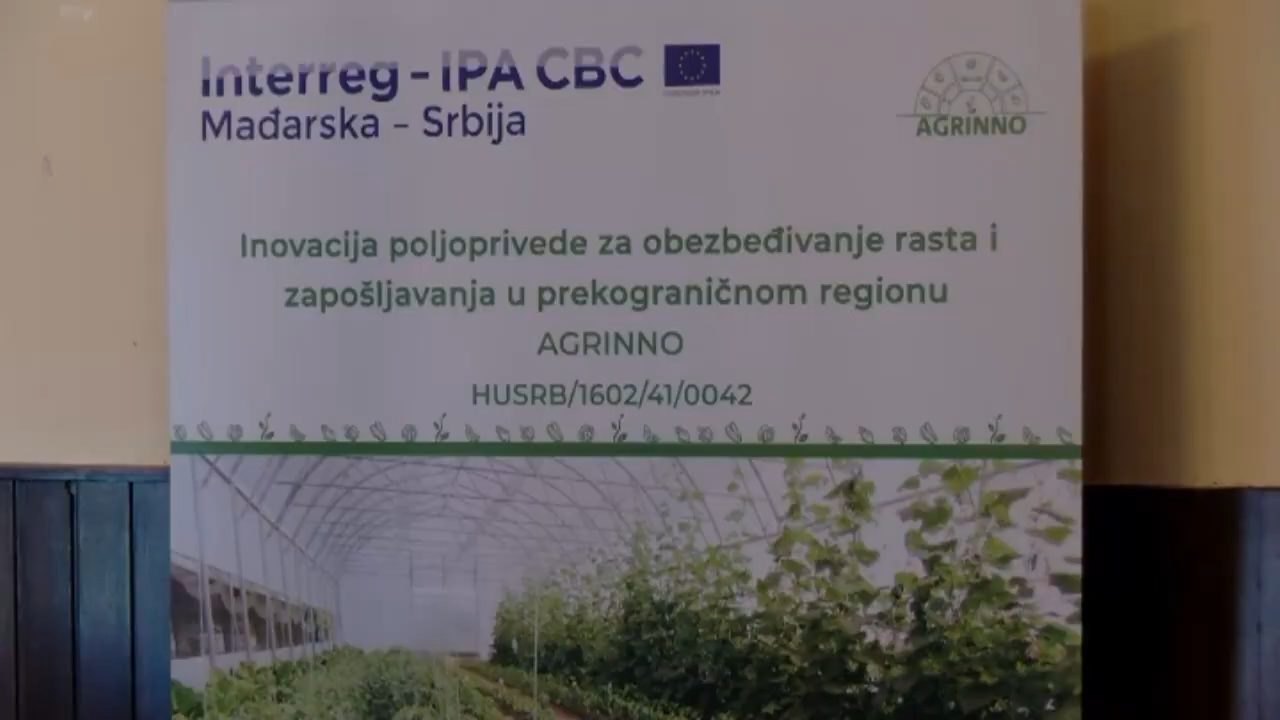 Interreg - IPA CBC
Mađarska – Srbija
AGRINNO
Inovacija poljoprivede za obezbeđivanje rasta i
zapošljavanja u prekograničnom regionu
AGRINNO
HUSRB/1602/41/0042